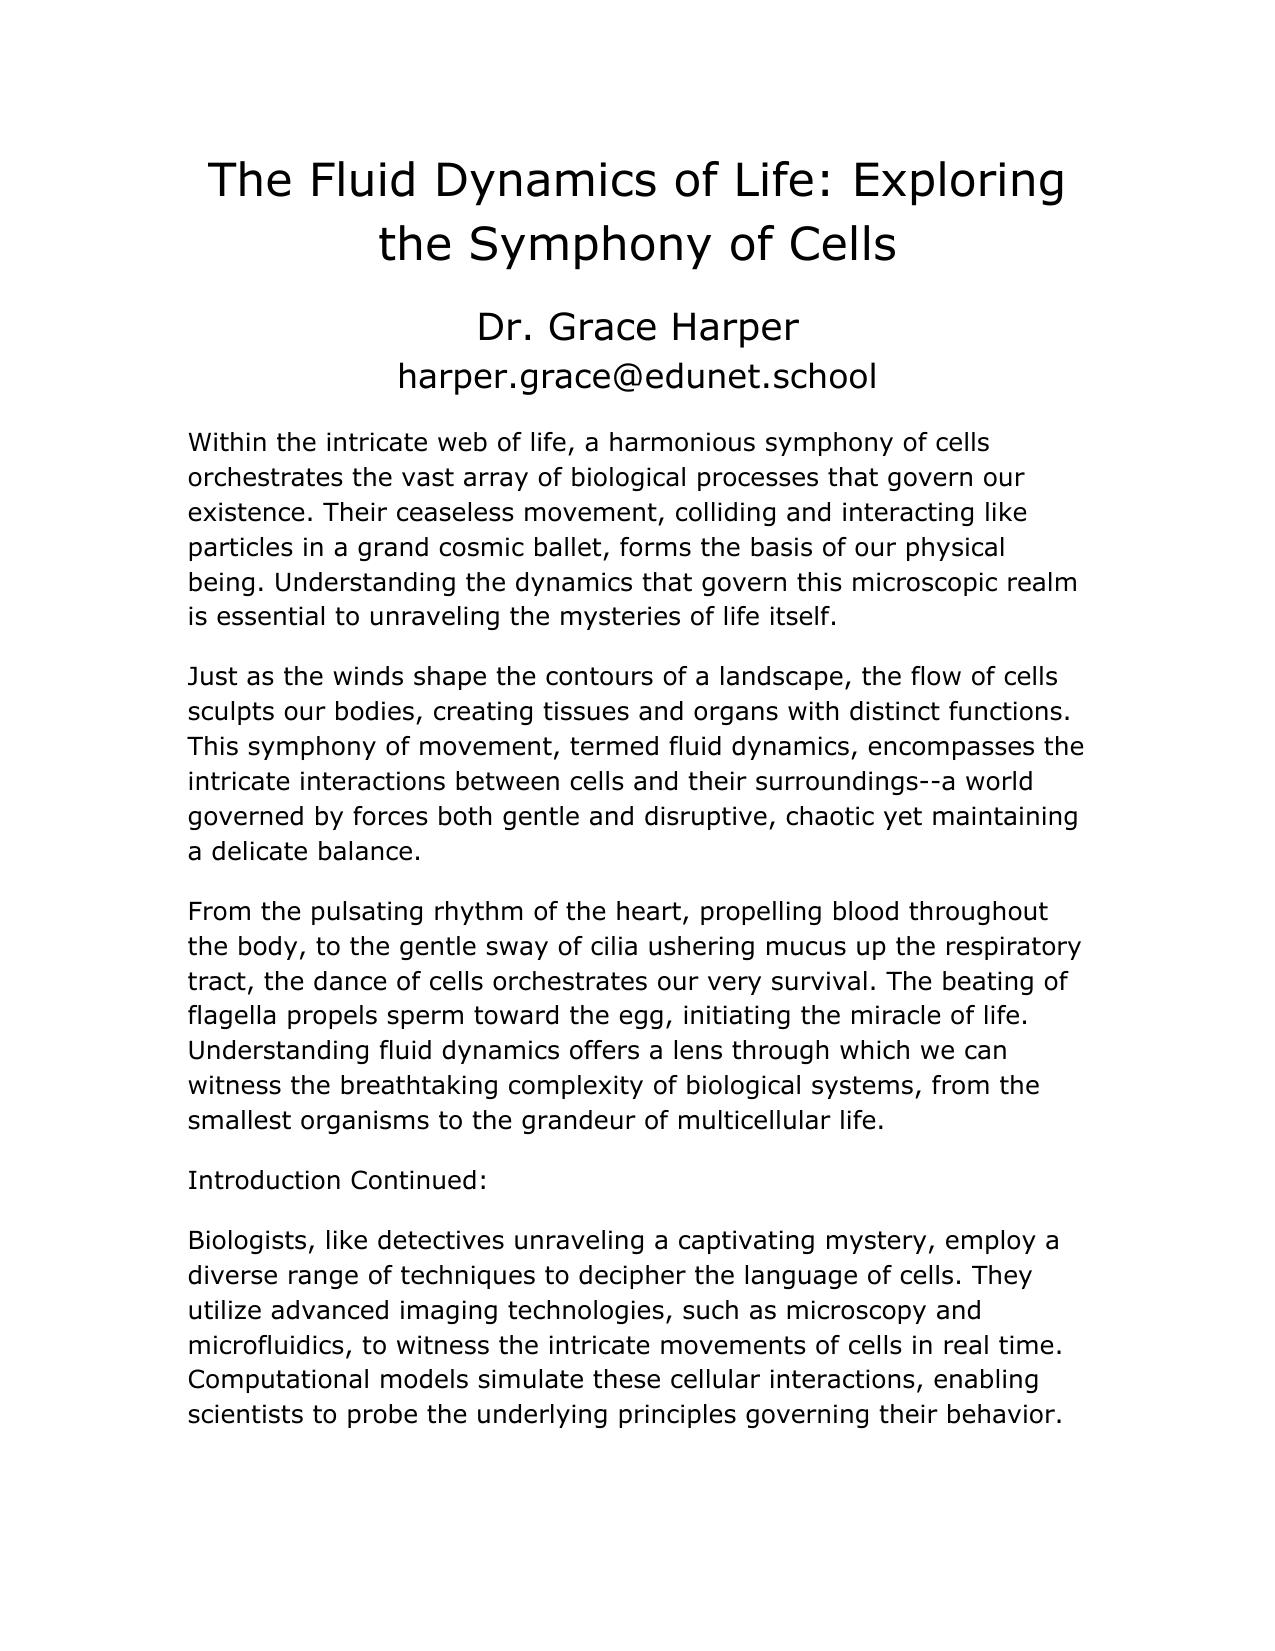 The Fluid Dynamics of Life: Exploring
the Symphony of Cells
Dr. Grace Harper
harper.grace@edunet.school
Within the intricate web of life, a harmonious symphony of cells
orchestrates the vast array of biological processes that govern our
existence. Their ceaseless movement, colliding and interacting like
particles in a grand cosmic ballet, forms the basis of our physical
being. Understanding the dynamics that govern this microscopic realm
is essential to unraveling the mysteries of life itself.
Just as the winds shape the contours of a landscape, the flow of cells
sculpts our bodies, creating tissues and organs with distinct functions.
This symphony of movement, termed fluid dynamics, encompasses the
intricate interactions between cells and their surroundings--a world
governed by forces both gentle and disruptive, chaotic yet maintaining
a delicate balance.
From the pulsating rhythm of the heart, propelling blood throughout
the body, to the gentle sway of cilia ushering mucus up the respiratory
tract, the dance of cells orchestrates our very survival. The beating of
flagella propels sperm toward the egg, initiating the miracle of life.
Understanding fluid dynamics offers a lens through which we can
witness the breathtaking complexity of biological systems, from the
smallest organisms to the grandeur of multicellular life.
Introduction Continued:
Biologists, like detectives unraveling a captivating mystery, employ a
diverse range of techniques to decipher the language of cells. They
utilize advanced imaging technologies, such as microscopy and
microfluidics, to witness the intricate movements of cells in real time.
Computational models simulate these cellular interactions, enabling
scientists to probe the underlying principles governing their behavior.